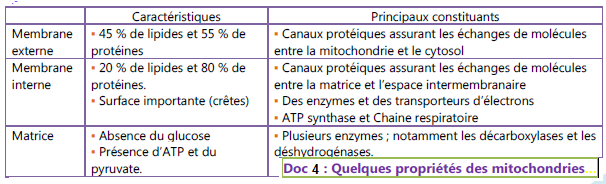 Caractéristiques Principaux constituants
Membrane externe
▪ 45 % de lipides et 55 % de protéines
▪ Canaux protéiques assurant les échanges de molécules
entre la mitochondrie et le cytosol
Membrane interne
▪ 20 % de lipides et 80 % de protéines.
▪ Surface importante (crêtes)
▪ Canaux protéiques assurant les échanges de molécules
entre la matrice et l'espace intermembranaire
▪ Des enzymes et des transporteurs d'électrons
▪ ATP synthase et Chaine respiratoire
Matrice
▪ Absence du glucose
▪ Présence d'ATP et du pyruvate.
▪ Plusieurs enzymes ; notamment les décarboxylases et les
déshydrogénases.
Doc 4 : Quelques propriétés des mitochondries...